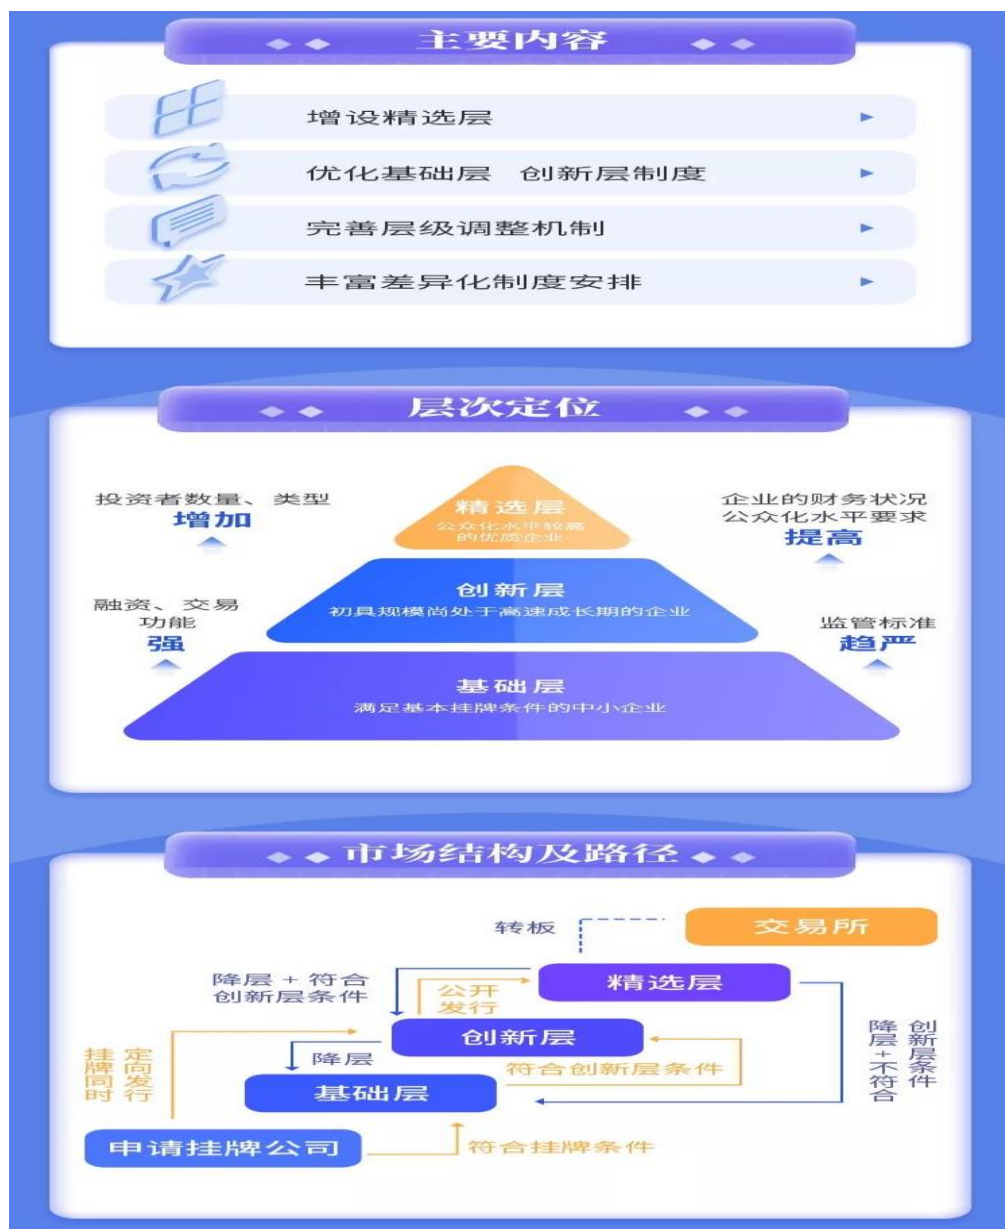 主要内容
增设精选层
优化基础层 创新层制度
完善层级调整机制
丰富差异化制度安排
层次定位
投资者数量、类型
增加
精选层
公众化水平较高
的优质企业
企业的财务状况
公众化水平要求
提高
创新层
初具规模尚处于高速成长期的企业
融资、交易
功能
强
监管标准
趋严
基础层
满足基本挂牌条件的中小企业
市场结构及路径
转板
交易所
精选层
降层+符合
创新层条件
公开
发行
创新层
降层
符合创新层条件
基础层
挂牌同时
定向发行
降层+不符合
创新层条件
申请挂牌公司
符合挂牌条件